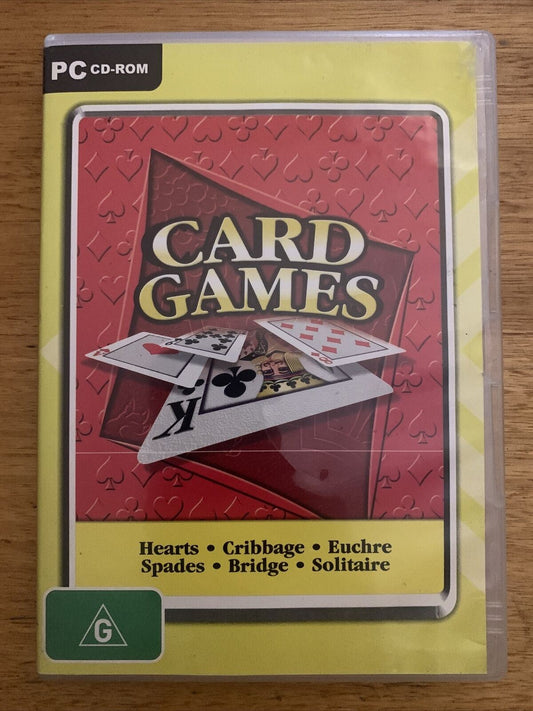 PC CD-ROM
CARD
GAMES
K
Hearts • Cribbage • Euchre
Spades • Bridge • Solitaire
G